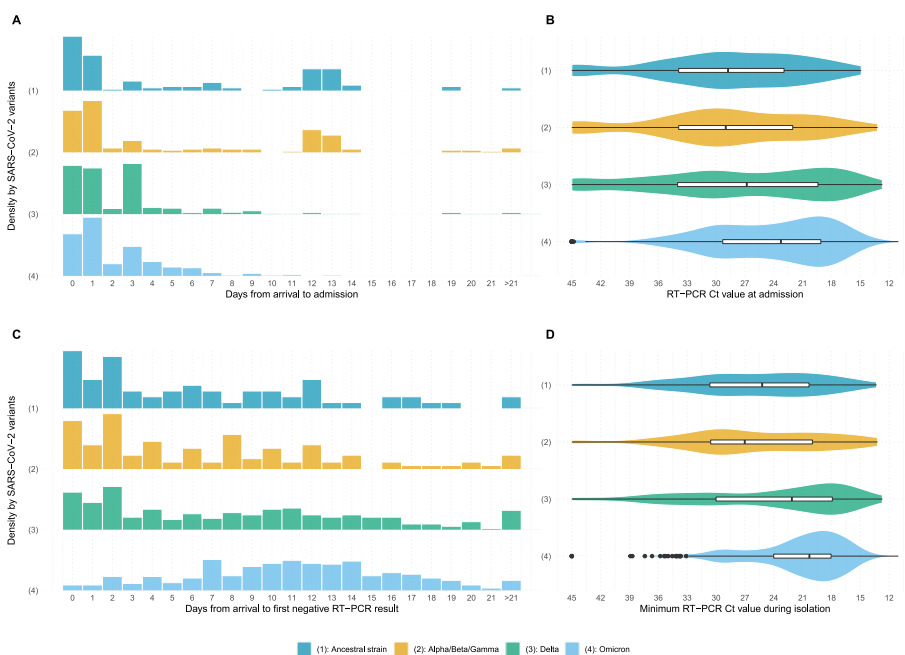 A
B
Density by SARS−CoV−2 variants
(1)
(2)
(3)
(4)
0 1 2 3 4 5 6 7 8 9 10 11 12 13 14 15 15 17 18 19 20 21 >21
Days from arrival to admission
(1)
(2)
(3)
(4)
45 39 36 33 30 27 24 21 18 15 12
RT−PCR Ct value at admission
C
D
Density by SARS−CoV−2 variants
(1)
(2)
(3)
(4)
0 1 2 3 4 5 6 7 8 9 10 11 12 13 14 15 16 17 18 19 20 21 >21
Days from arrival to first negative RT−PCR result
(1)
(2)
(3)
(4)
45 39 36 33 30 27 24 21 18 15 12
Minimum RT−PCR Ct value during isolation
(1): Ancestral strain (2): Alpha/Beta/Gamma (3): Delta (4): Omicron